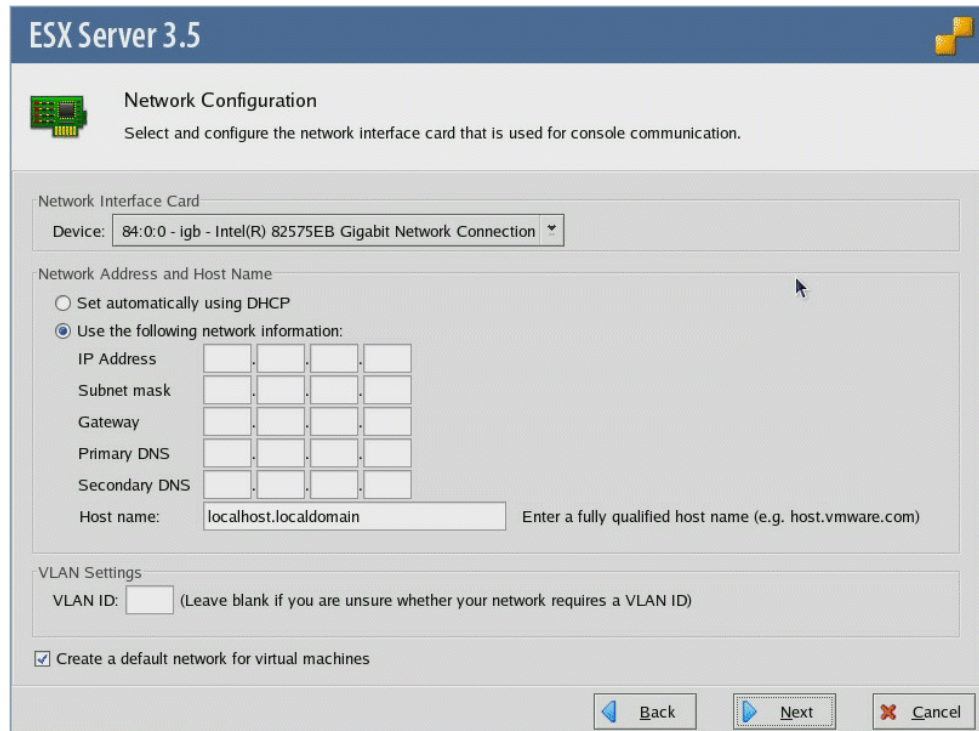 ESX Server 3.5
Network Configuration
Select and configure the network interface card that is used for console communication.
Network Interface Card
Device: 84:0:0 - igb - Intel(R) 82575EB Gigabit Network Connection
Network Address and Host Name
Set automatically using DHCP
Use the following network information:
IP Address . . .
Subnet mask . . .
Gateway . . .
Primary DNS . . .
Secondary DNS . . .
Host name: localhost.localdomain Enter a fully qualified host name (e.g. host.vmware.com)
VLAN Settings
VLAN ID: (Leave blank if you are unsure whether your network requires a VLAN ID)
Create a default network for virtual machines
Back Next Cancel